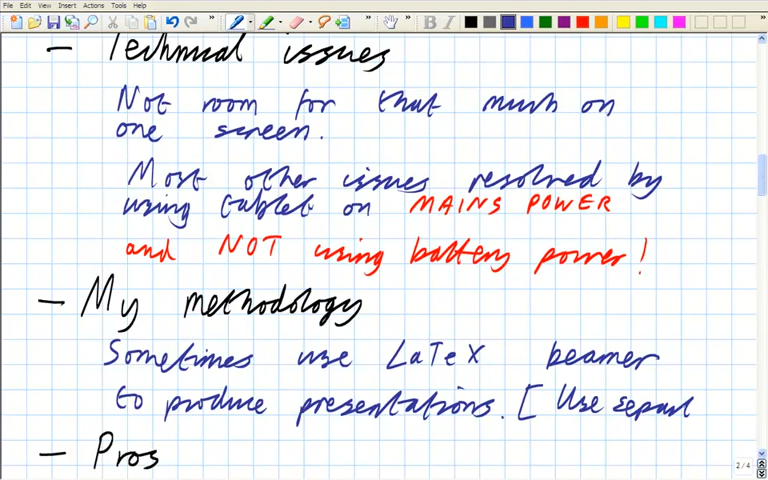 File Edit View Insert Actions Tools Help
- Technical issues
Not room for that much on
one screen.
Most other issues resolved by
using tablet on MAINS POWER
and NOT using battery power!
- My methodology
Sometimes use LaTeX beamer
to produce presentations. [ Use separat
- Pros
2/4